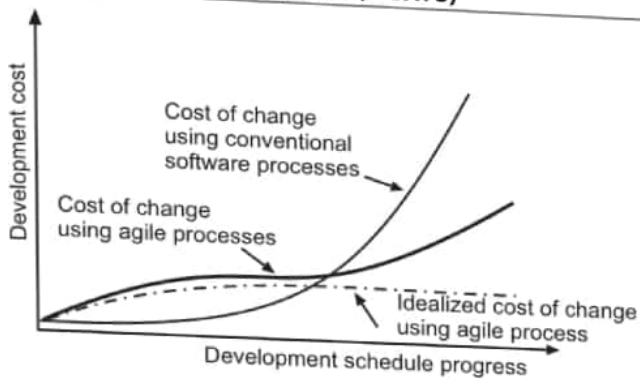 Cost of change
using conventional
software processes
Cost of change
using agile processes
Idealized cost of change
using agile process
Development cost
Development schedule progress